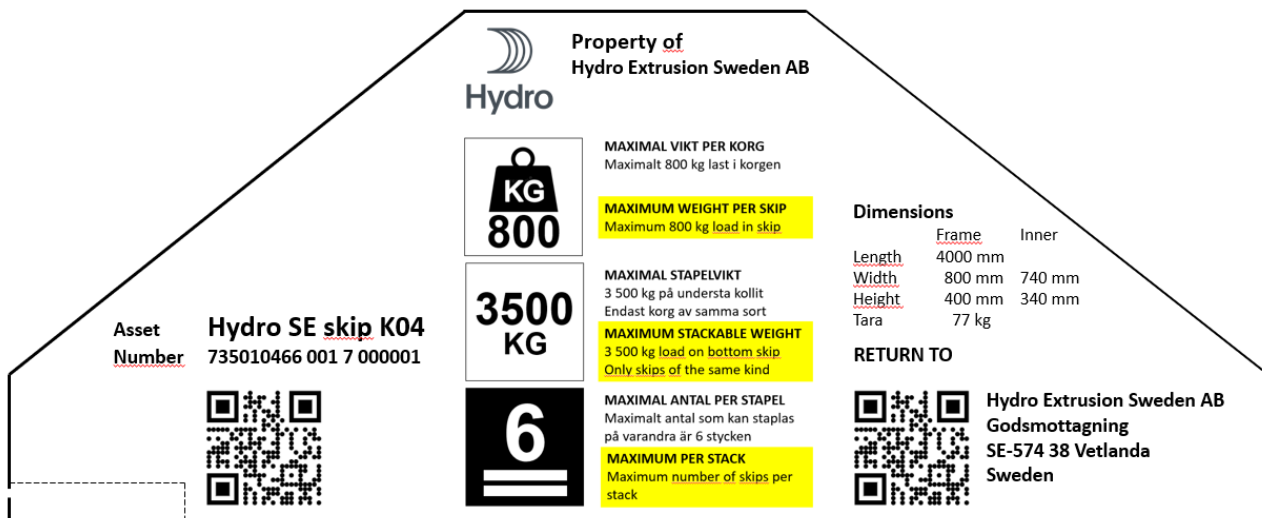 Property of
Hydro Extrusion Sweden AB
Hydro
KG
800
MAXIMAL VIKT PER KORG
Maximalt 800 kg last i korgen
MAXIMUM WEIGHT PER SKIP
Maximum 800 kg load in skip
3500
KG
MAXIMAL STAPELVIKT
3 500 kg på understa kollit
Endast korg av samma sort
MAXIMUM STACKABLE WEIGHT
3 500 kg load on bottom skip
Only skips of the same kind
6
MAXIMAL ANTAL PER STAPEL
Maximalt antal som kan staplas
på varandra är 6 stycken
MAXIMUM PER STACK
Maximum number of skips per
stack
Asset Hydro SE skip K04
Number 735010466 001 7 000001
Dimensions
Frame Inner
Length 4000 mm
Width 800 mm 740 mm
Height 400 mm 340 mm
Tara 77 kg
RETURN TO
Hydro Extrusion Sweden AB
Godsmottagning
SE-574 38 Vetlanda
Sweden